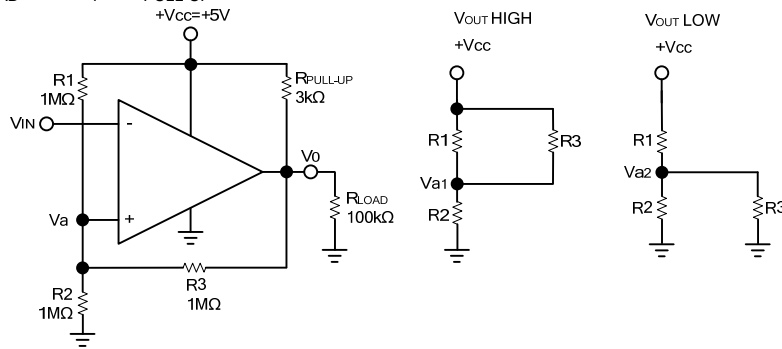 +Vcc=+5V
R1
1MΩ
RPULL-UP
3kΩ
VIN
-
+
Va
V0
RLOAD
100kΩ
R2
1MΩ
R3
1MΩ
VOUT HIGH
+Vcc
R1
R3
Va1
R2
VOUT LOW
+Vcc
R1
Va2
R2
R3